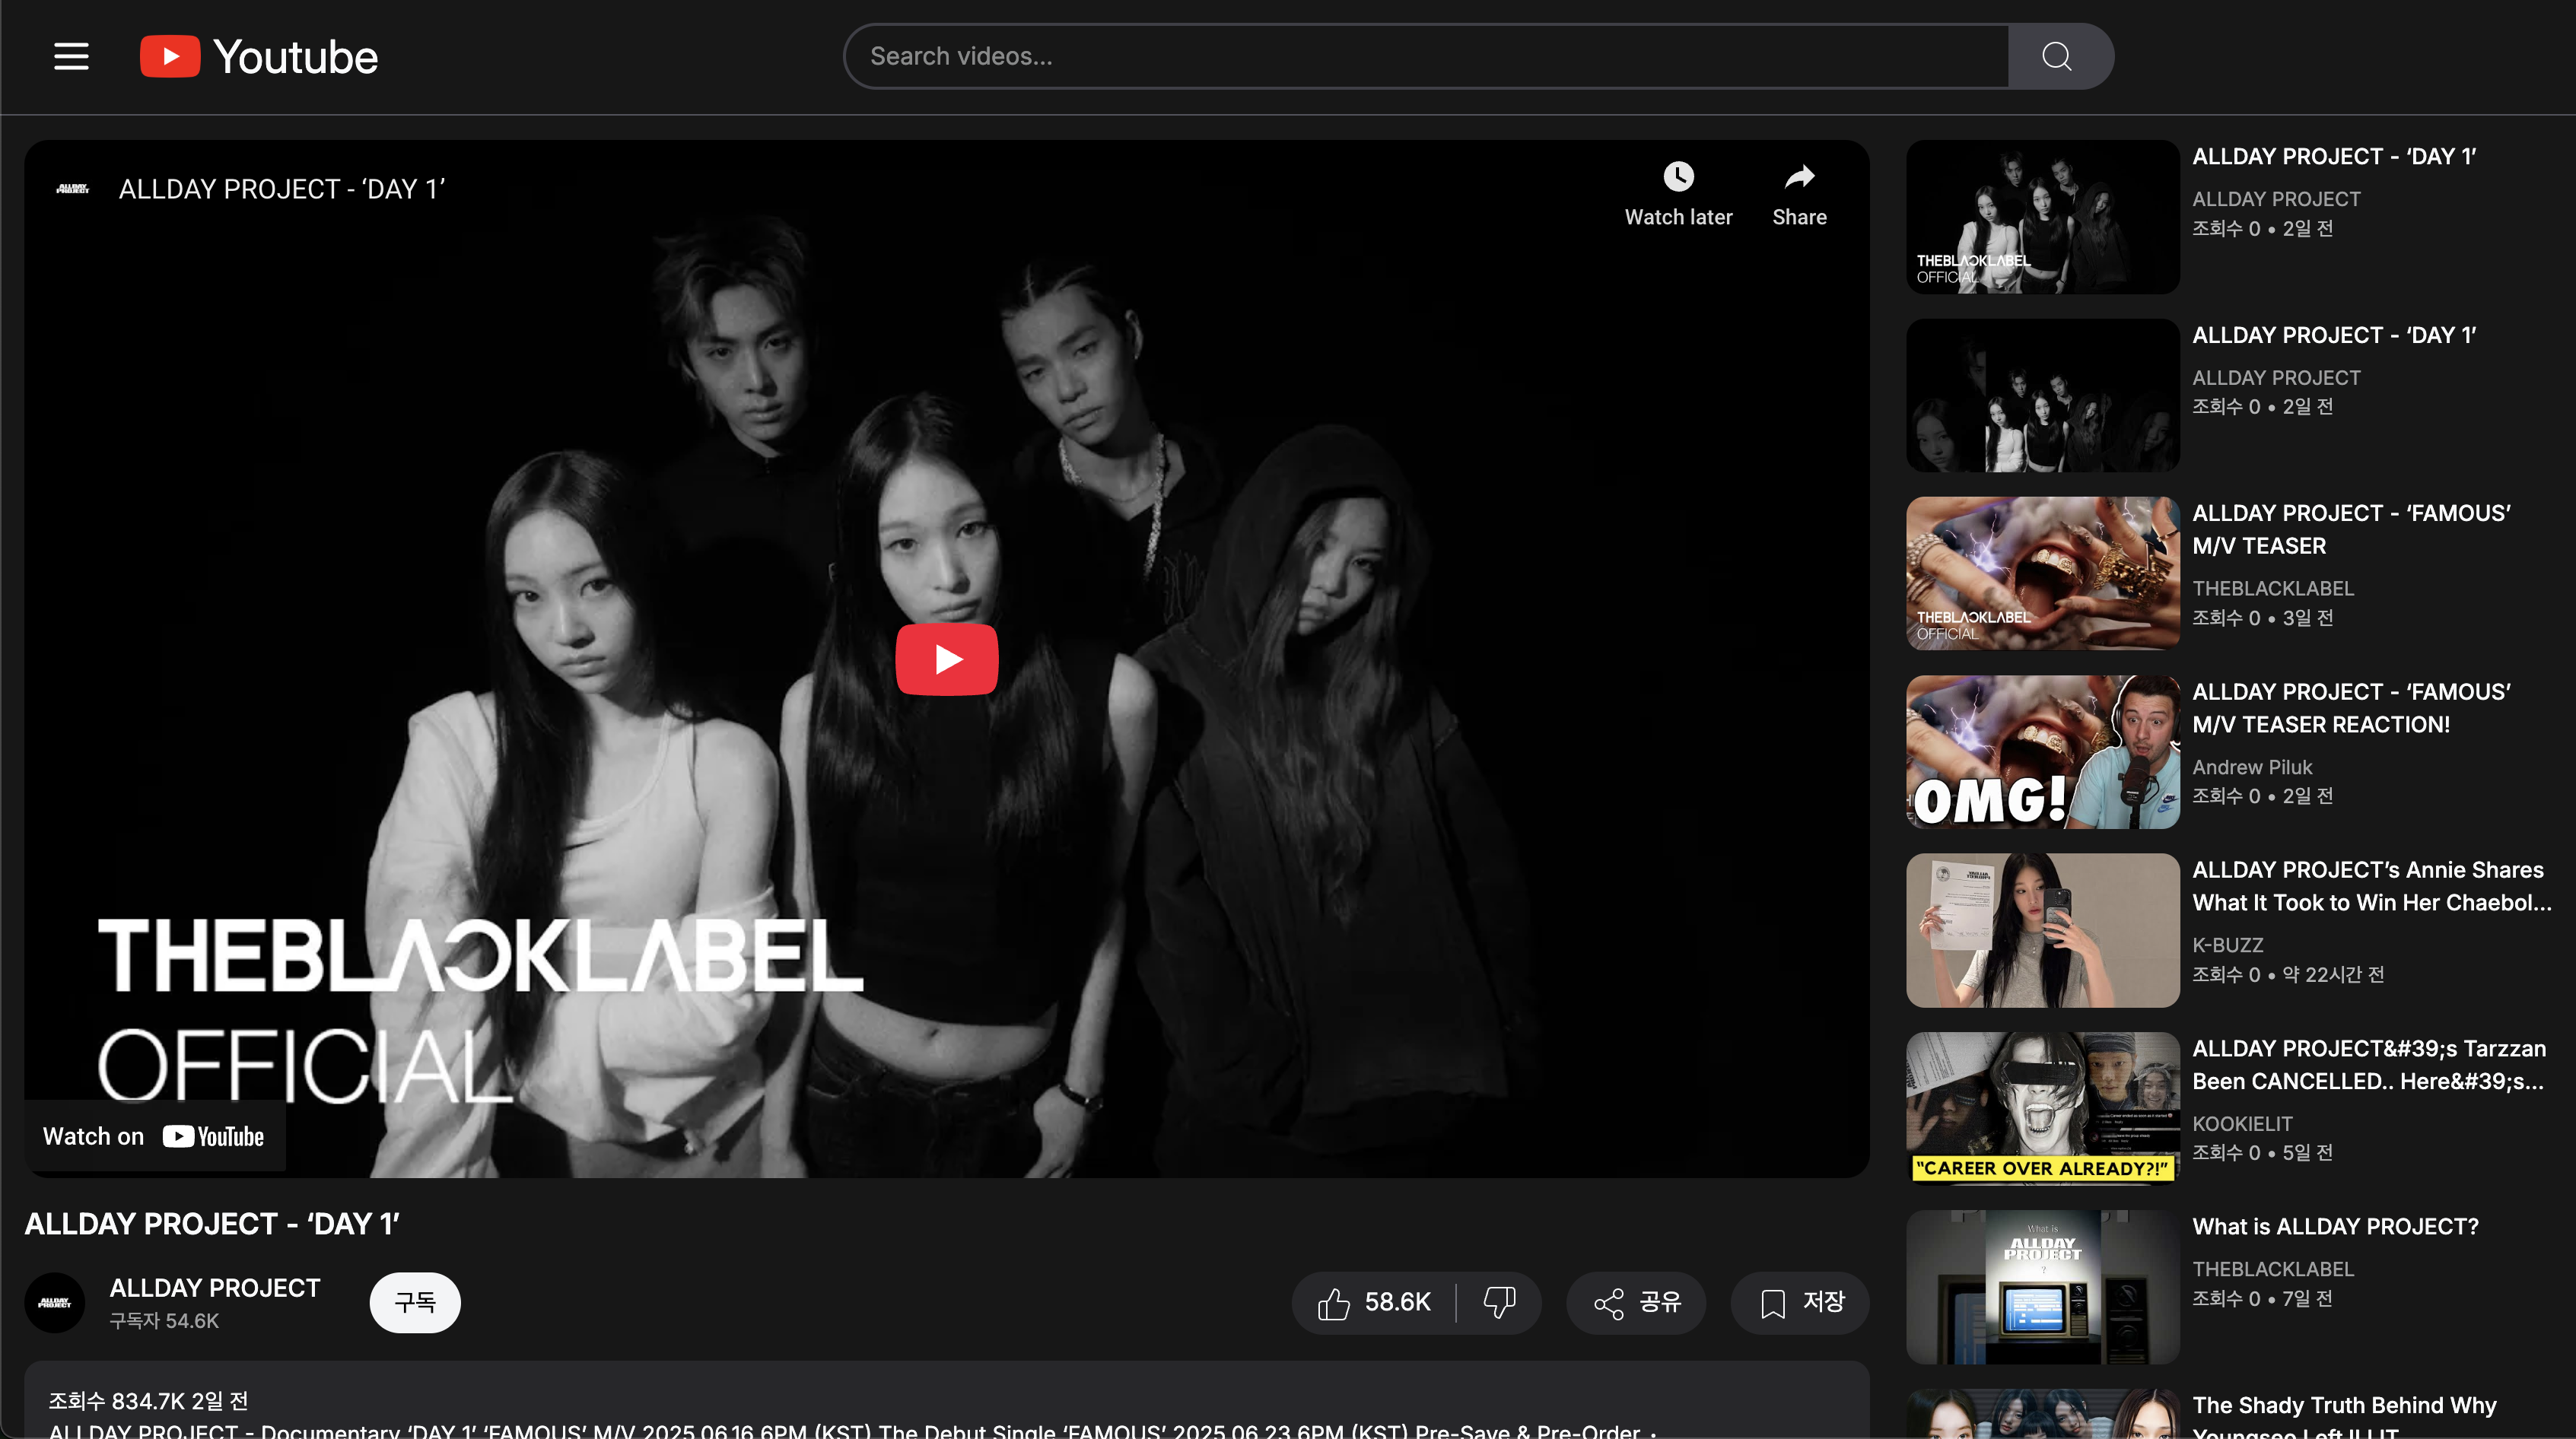 Youtube
Search videos...
ALLDAY PROJECT
ALLDAY PROJECT - ‘DAY 1’
Watch later
Share
THEBLACKLABEL
OFFICIAL
Watch on YouTube
ALLDAY PROJECT - ‘DAY 1’
ALLDAY PROJECT
ALLDAY PROJECT
구독자 54.6K
구독
58.6K
공유
저장
조회수 834.7K 2일 전
ALLDAY PROJECT - Documentary ‘DAY 1’ ‘FAMOUS’ M/V 2025.06.16 6PM (KST) The Debut Single ‘FAMOUS’ 2025.06.23 6PM (KST) Pre-Save & Pre-Order •
THEBLACKLABEL
OFFICIAL
ALLDAY PROJECT - ‘DAY 1’
ALLDAY PROJECT
조회수 0 • 2일 전
ALLDAY PROJECT - ‘DAY 1’
ALLDAY PROJECT
조회수 0 • 2일 전
THEBLACKLABEL
OFFICIAL
ALLDAY PROJECT - ‘FAMOUS’
M/V TEASER
THEBLACKLABEL
조회수 0 • 3일 전
OMG!
ALLDAY PROJECT - ‘FAMOUS’
M/V TEASER REACTION!
Andrew Piluk
조회수 0 • 2일 전
ALLDAY PROJECT’s Annie Shares
What It Took to Win Her Chaebol...
K-BUZZ
조회수 0 • 약 22시간 전
“CAREER OVER ALREADY?!”
ALLDAY PROJECT&#39;s Tarzzan
Been CANCELLED.. Here&#39;s...
KOOKIELIT
조회수 0 • 5일 전
What is
ALLDAY
PROJECT
?
What is ALLDAY PROJECT?
THEBLACKLABEL
조회수 0 • 7일 전
The Shady Truth Behind Why
Youngseo Left ILLIT